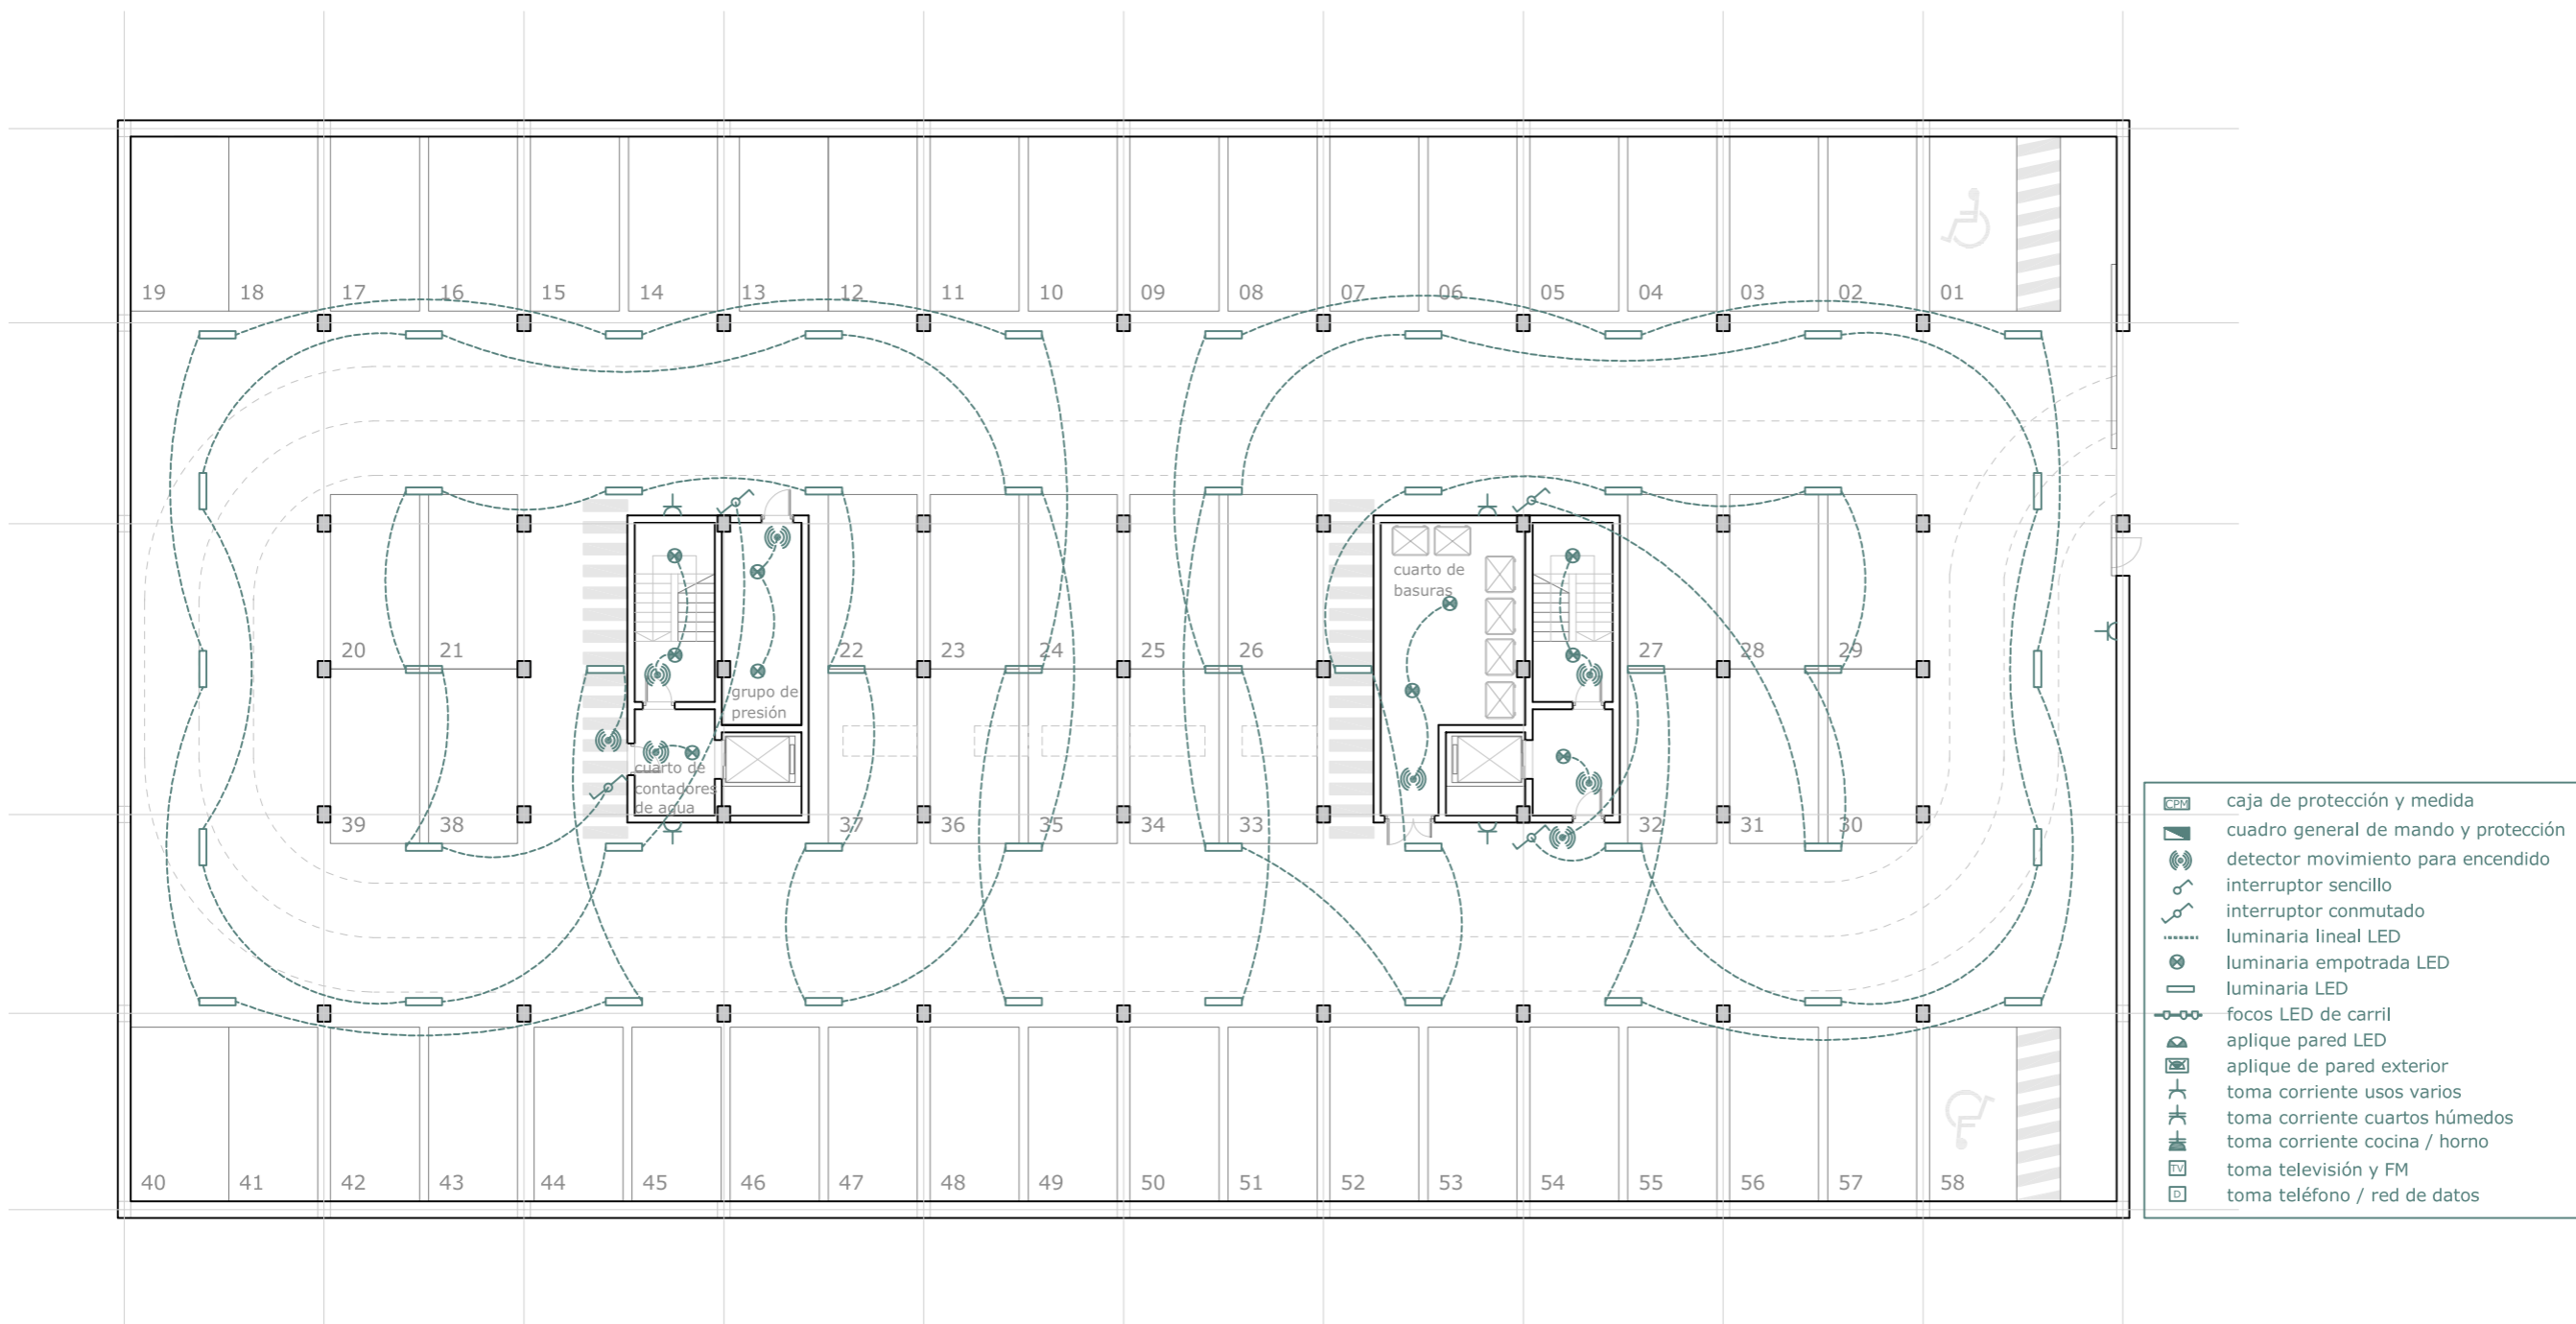 19 18 17 16 15 14 13 12 11 10 09 08 07 06 05 04 03 02 01
cuarto de
basuras
20 21 22 23 24 25 26 27 28 29
grupo de
presión
cuarto de
contadores
de agua
39 38 37 36 35 34 33 32 31 30
40 41 42 43 44 45 46 47 48 49 50 51 52 53 54 55 56 57 58
CPM caja de protección y medida
cuadro general de mando y protección
detector movimiento para encendido
interruptor sencillo
interruptor conmutado
luminaria lineal LED
luminaria empotrada LED
luminaria LED
focos LED de carril
aplique pared LED
aplique de pared exterior
toma corriente usos varios
toma corriente cuartos húmedos
toma corriente cocina / horno
TV toma televisión y FM
D toma teléfono / red de datos